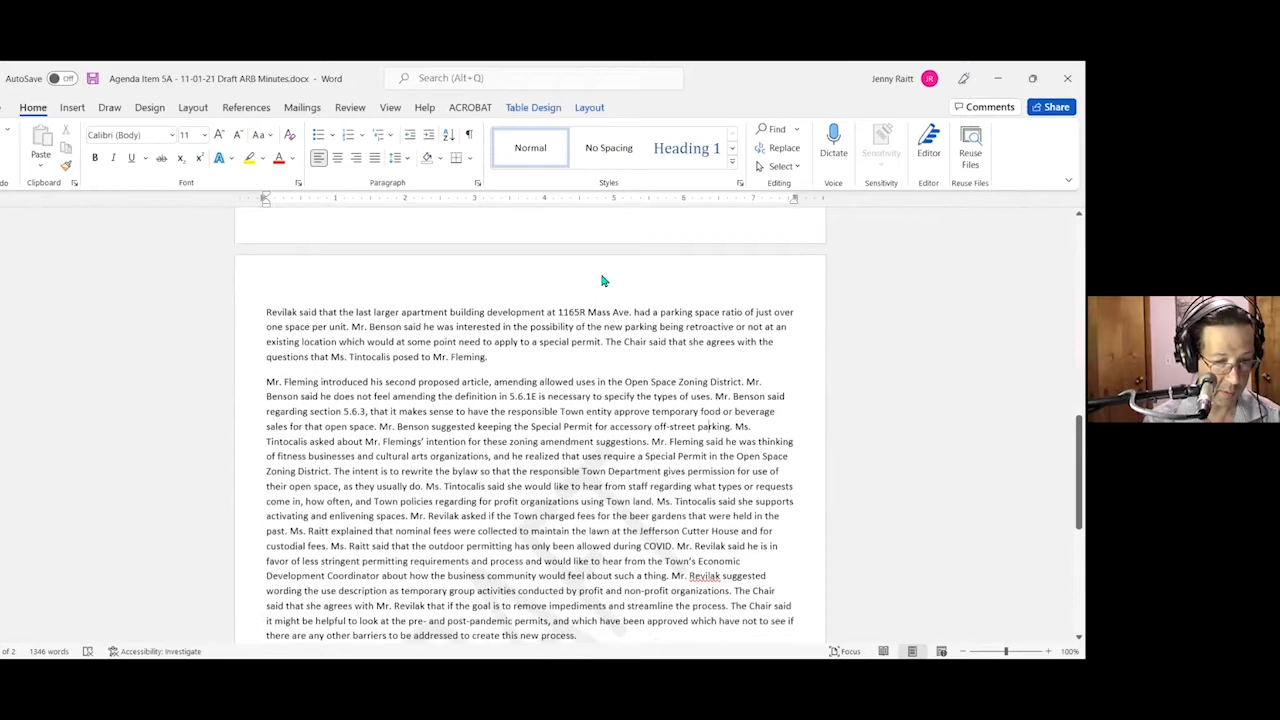 AutoSave Off Agenda Item 5A - 11-01-21 Draft ARB Minutes.docx - Word Search (Alt+Q) Jenny Raitt JR
Home Insert Draw Design Layout References Mailings Review View Help ACROBAT Table Design Layout Comments Share
Calibri (Body) 11 A A Aa Find
Paste B I U ab x₂ x² A A Normal No Spacing Heading 1 Replace Dictate Sensitivity Editor Reuse Files
Select
Clipboard Font Paragraph Styles Editing Voice Sensitivity Editor Reuse Files
1 2 3 4 5 6 7
Revilak said that the last larger apartment building development at 1165R Mass Ave. had a parking space ratio of just over
one space per unit. Mr. Benson said he was interested in the possibility of the new parking being retroactive or not at an
existing location which would at some point need to apply to a special permit. The Chair said that she agrees with the
questions that Ms. Tintocalis posed to Mr. Fleming.
Mr. Fleming introduced his second proposed article, amending allowed uses in the Open Space Zoning District. Mr.
Benson said he does not feel amending the definition in 5.6.1E is necessary to specify the types of uses. Mr. Benson said
regarding section 5.6.3, that it makes sense to have the responsible Town entity approve temporary food or beverage
sales for that open space. Mr. Benson suggested keeping the Special Permit for accessory off-street parking. Ms.
Tintocalis asked about Mr. Flemings’ intention for these zoning amendment suggestions. Mr. Fleming said he was thinking
of fitness businesses and cultural arts organizations, and he realized that uses require a Special Permit in the Open Space
Zoning District. The intent is to rewrite the bylaw so that the responsible Town Department gives permission for use of
their open space, as they usually do. Ms. Tintocalis said she would like to hear from staff regarding what types or requests
come in, how often, and Town policies regarding for profit organizations using Town land. Ms. Tintocalis said she supports
activating and enlivening spaces. Mr. Revilak asked if the Town charged fees for the beer gardens that were held in the
past. Ms. Raitt explained that nominal fees were collected to maintain the lawn at the Jefferson Cutter House and for
custodial fees. Ms. Raitt said that the outdoor permitting has only been allowed during COVID. Mr. Revilak said he is in
favor of less stringent permitting requirements and process and would like to hear from the Town’s Economic
Development Coordinator about how the business community would feel about such a thing. Mr. Revilak suggested
wording the use description as temporary group activities conducted by profit and non-profit organizations. The Chair
said that she agrees with Mr. Revilak that if the goal is to remove impediments and streamline the process. The Chair said
it might be helpful to look at the pre- and post-pandemic permits, and which have been approved which have not to see if
there are any other barriers to be addressed to create this new process.
of 2 1346 words Accessibility: Investigate Focus 100%